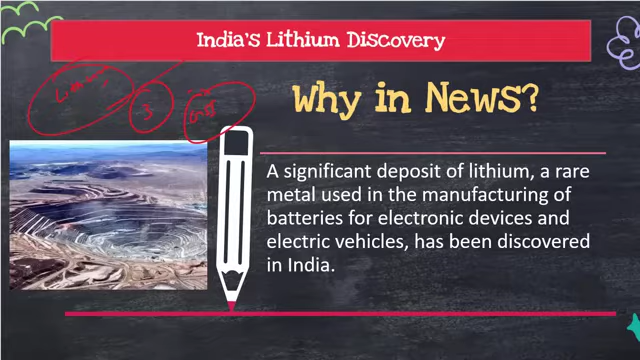 India's Lithium Discovery
Why in News?
3
A significant deposit of lithium, a rare
metal used in the manufacturing of
batteries for electronic devices and
electric vehicles, has been discovered
in India.